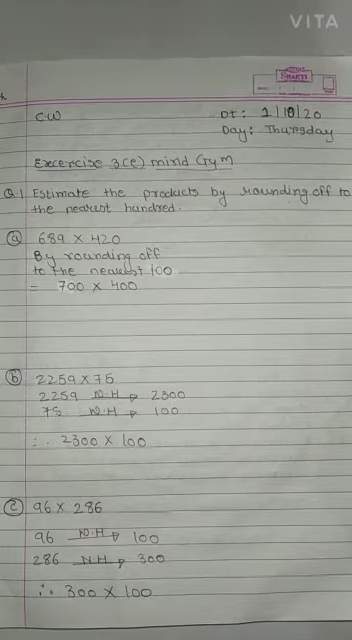 VITA
SHAKTI
C.W
Dt: 1/10/20
Day: Thursday
Excercise 3(e) mind Gym
Q.1 Estimate the products by rounding off to
the nearest hundred.
(a) 689 × 420
By rounding off
to the nearest 100
= 700 × 400
(b) 2259 × 75
2259 N.H → 2300
75 N.H → 100
∴ 2300 × 100
(c) 96 × 286
96 N.H → 100
286 N.H → 300
∴ 300 × 100